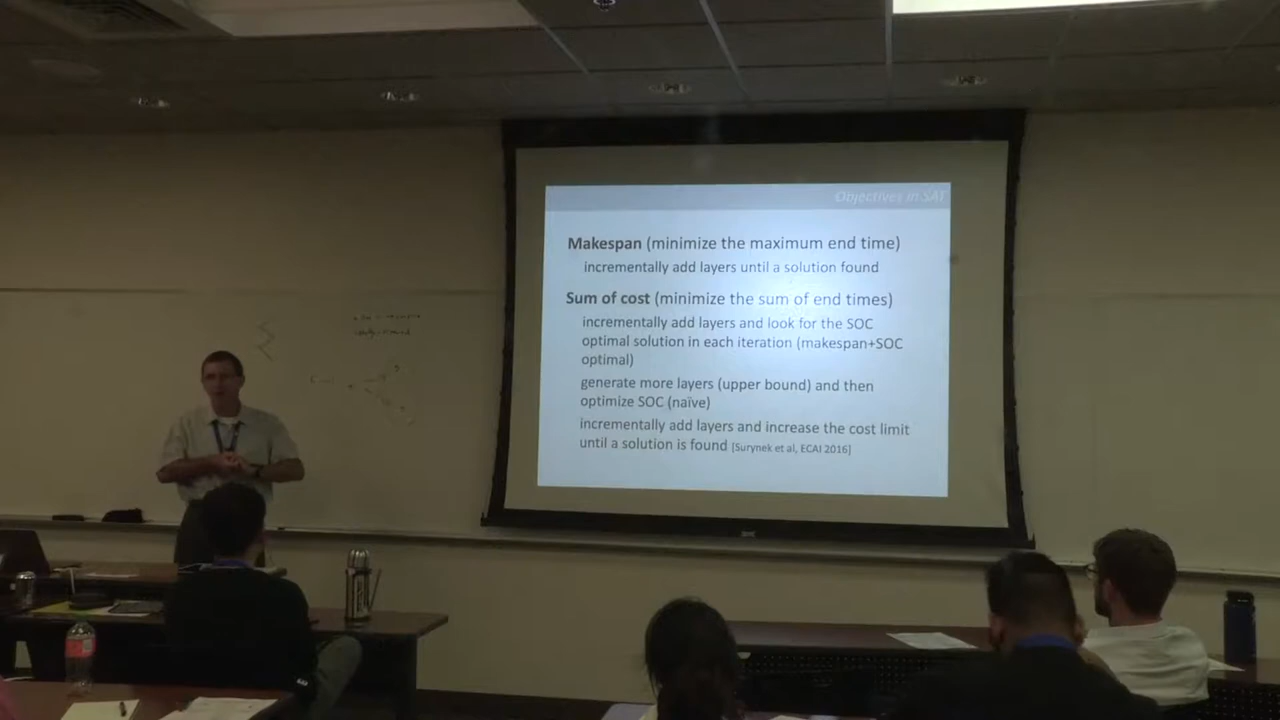 Objectives in SAT
Makespan (minimize the maximum end time)
incrementally add layers until a solution found
Sum of cost (minimize the sum of end times)
incrementally add layers and look for the SOC
optimal solution in each iteration (makespan+SOC
optimal)
generate more layers (upper bound) and then
optimize SOC (naïve)
incrementally add layers and increase the cost limit
until a solution is found [Surynek et al, ECAI 2016]